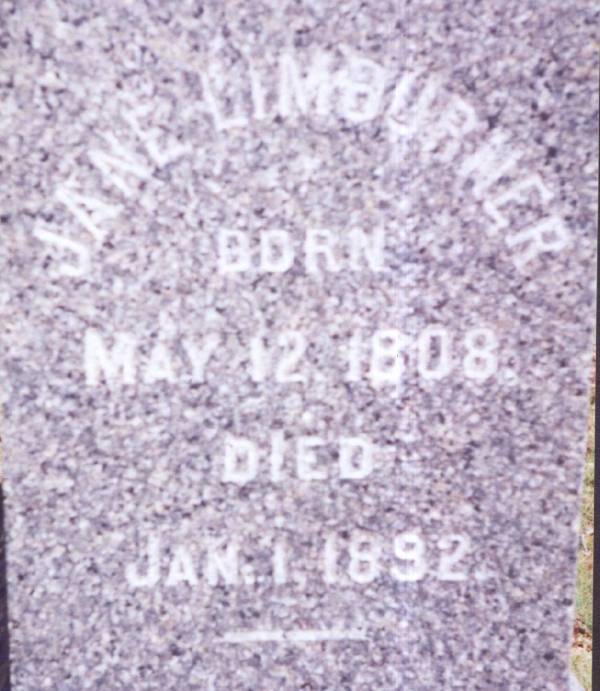 JANE LIMBURNER
BORN
MAY 12, 1808.
DIED
JAN. 1, 1892.